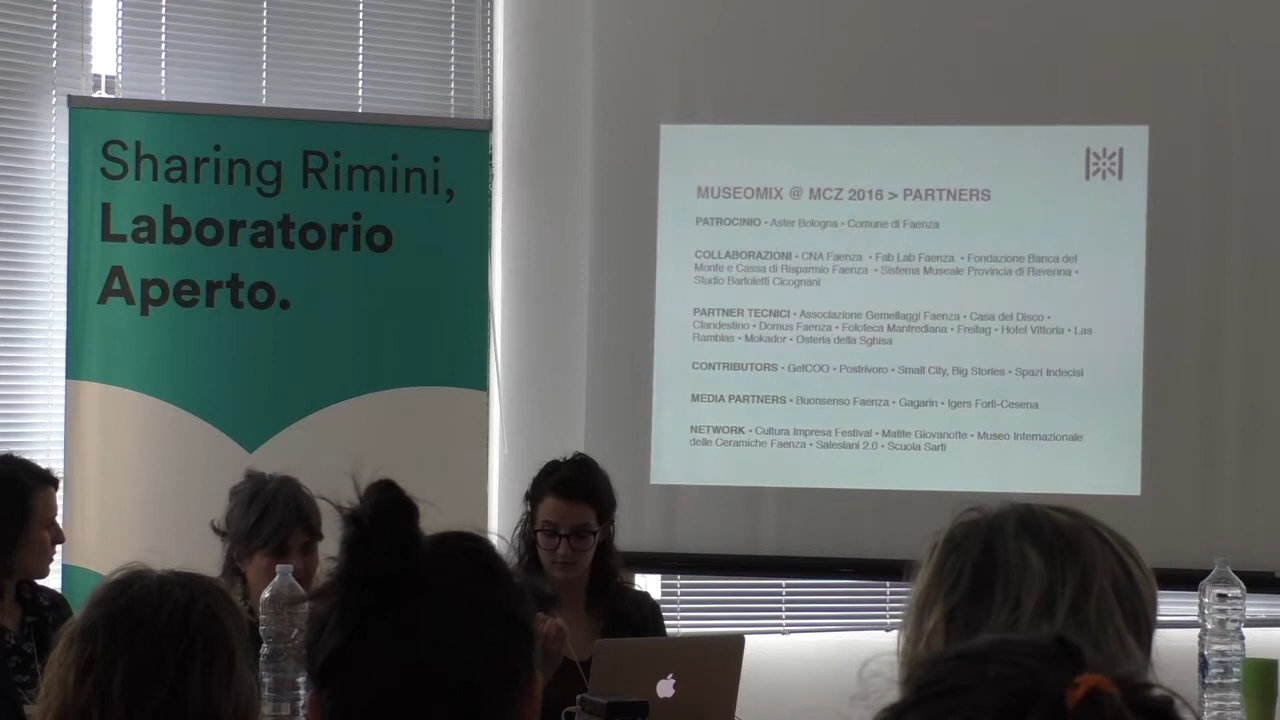 Sharing Rimini,
Laboratorio
Aperto.
MUSEOMIX @ MCZ 2016 > PARTNERS
PATROCINIO • Aster Bologna • Comune di Faenza
COLLABORAZIONI • CNA Faenza • Fab Lab Faenza • Fondazione Banca del
Monte e Cassa di Risparmio Faenza • Sistema Museale Provincia di Ravenna •
Studio Bartoletti Cicognani
PARTNER TECNICI • Associazione Gemellaggi Faenza • Casa del Disco •
Clandestino • Domus Faenza • Fototeca Manfrediana • Freitag • Hotel Vittoria • Las
Ramblas • Mokador • Osteria della Sghisa
CONTRIBUTORS • GelCOO • Postrivoro • Small City, Big Stories • Spazi Indecisi
MEDIA PARTNERS • Buonsenso Faenza • Gagarin • Igers Forlì-Cesena
NETWORK • Cultura Impresa Festival • Matite Giovanotte • Museo Internazionale
delle Ceramiche Faenza • Salesiani 2.0 • Scuola Sarti